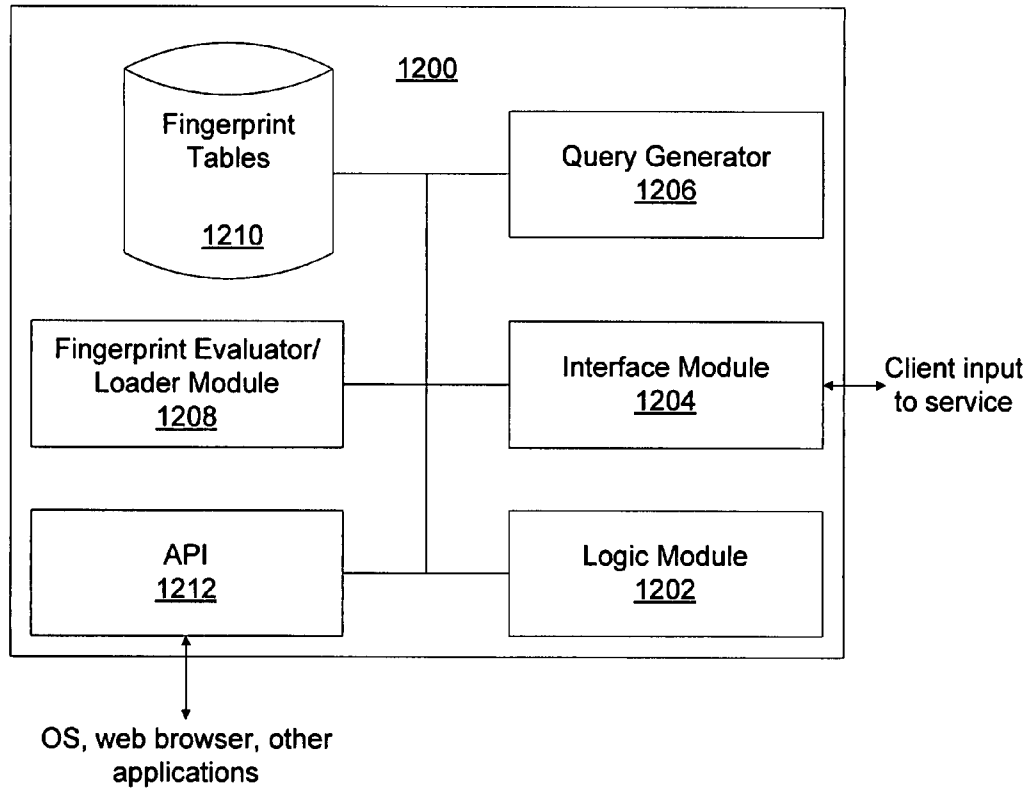 1200
Fingerprint
Tables
1210
Query Generator
1206
Fingerprint Evaluator/
Loader Module
1208
Interface Module
1204
Client input
to service
API
1212
Logic Module
1202
OS, web browser, other
applications